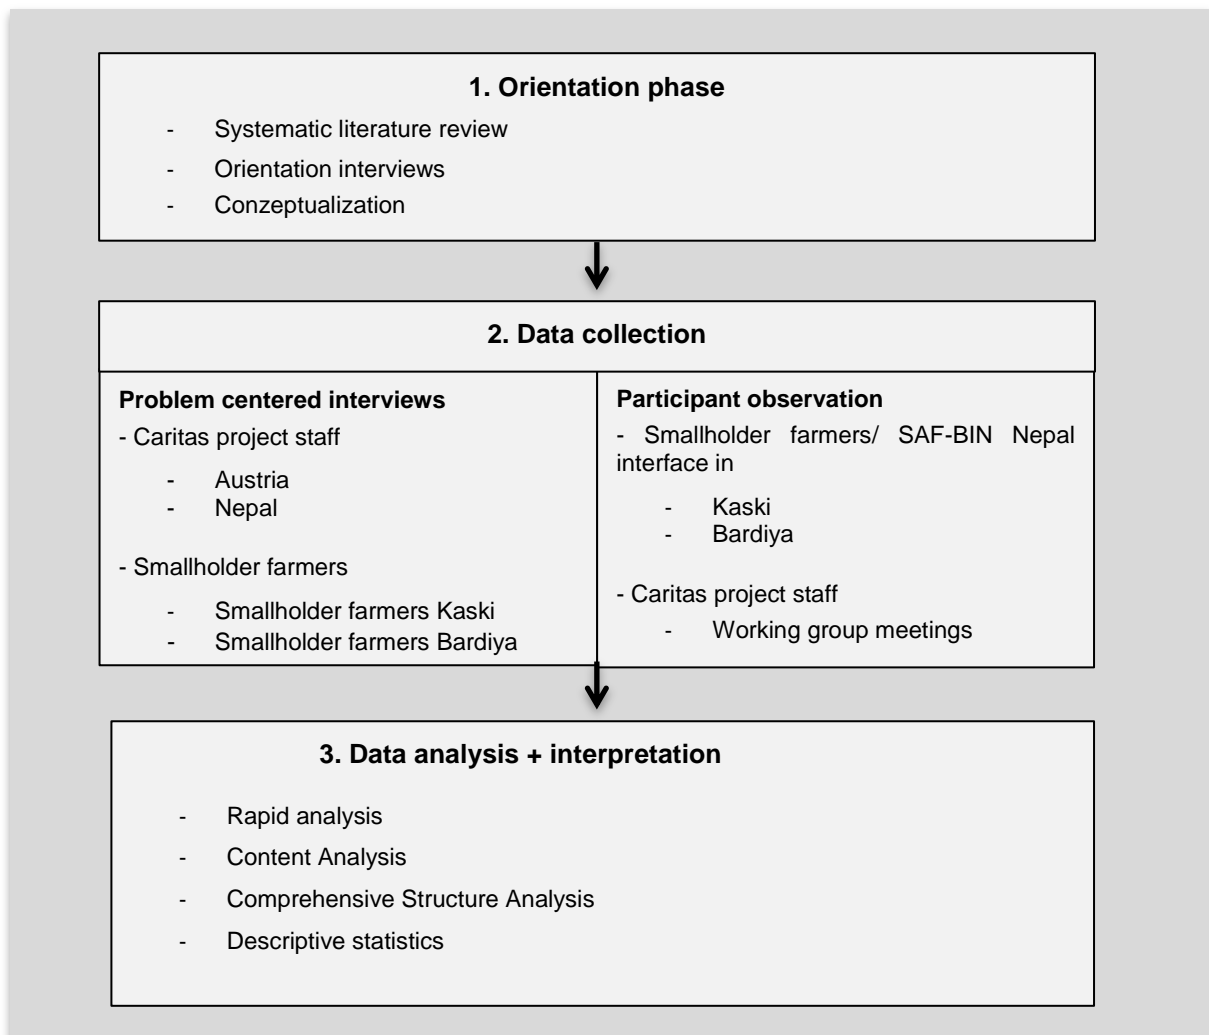 1. Orientation phase
- Systematic literature review
- Orientation interviews
- Conzeptualization
2. Data collection
Problem centered interviews
- Caritas project staff
- Austria
- Nepal
- Smallholder farmers
- Smallholder farmers Kaski
- Smallholder farmers Bardiya
Participant observation
- Smallholder farmers/ SAF-BIN Nepal
interface in
- Kaski
- Bardiya
- Caritas project staff
- Working group meetings
3. Data analysis + interpretation
- Rapid analysis
- Content Analysis
- Comprehensive Structure Analysis
- Descriptive statistics